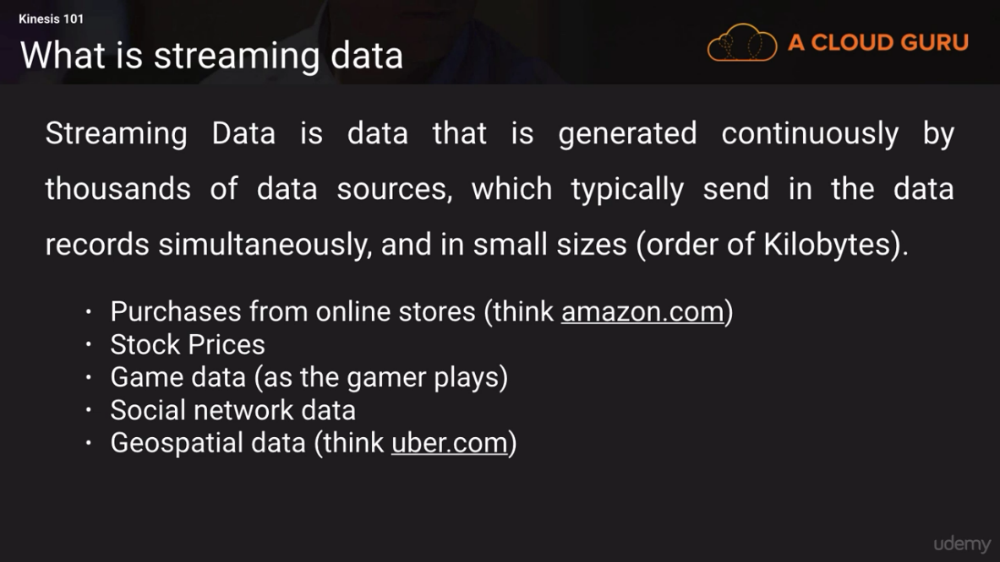 Kinesis 101
What is streaming data
A CLOUD GURU
Streaming Data is data that is generated continuously by
thousands of data sources, which typically send in the data
records simultaneously, and in small sizes (order of Kilobytes).
· Purchases from online stores (think amazon.com)
· Stock Prices
· Game data (as the gamer plays)
· Social network data
· Geospatial data (think uber.com)
udemy